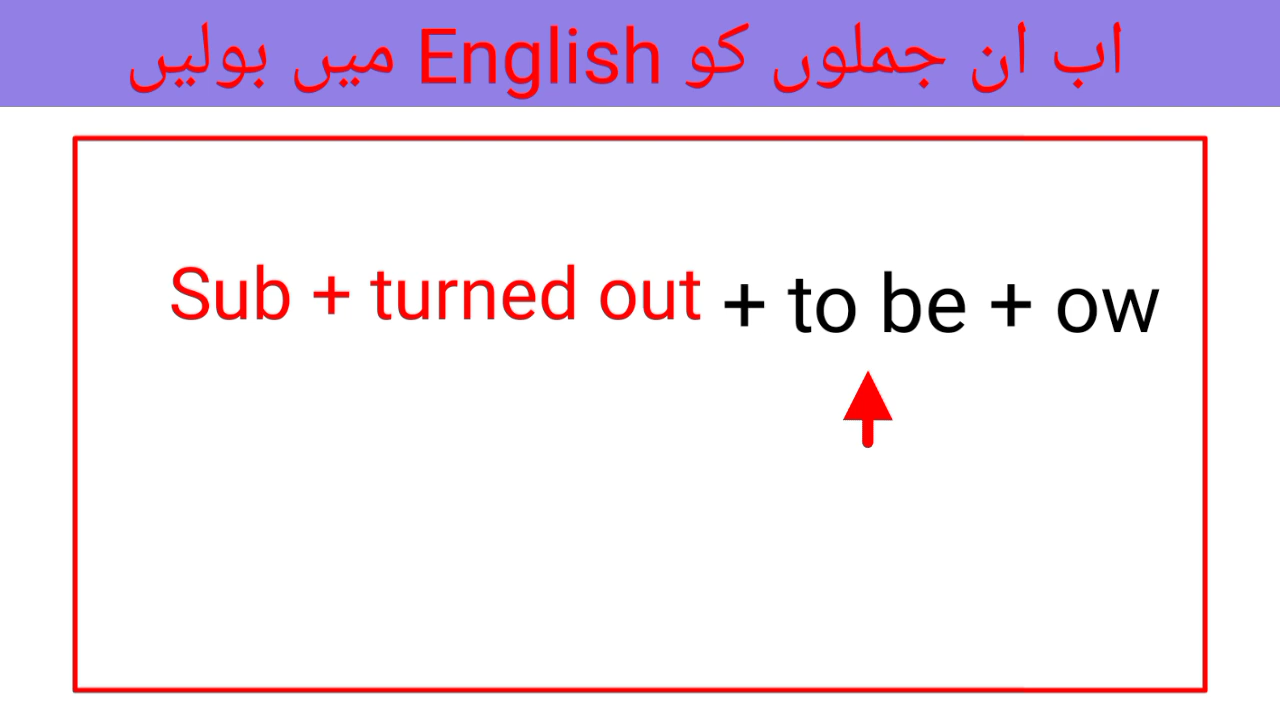 اب ان جملوں کو English میں بولیں
Sub + turned out + to be + ow